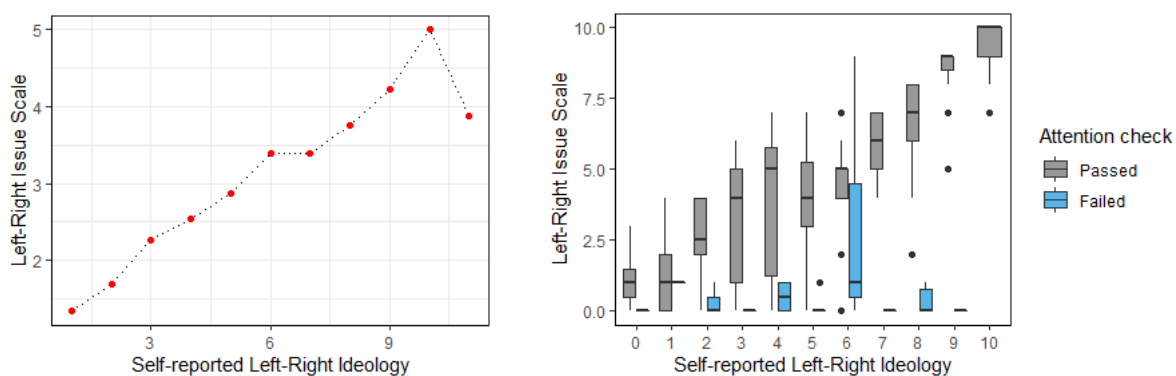 5
4
3
2
3
6
9
Left-Right Issue Scale
Self-reported Left-Right Ideology
10.0
7.5
5.0
2.5
0.0
0 1 2 3 4 5 6 7 8 9 10
Left-Right Issue Scale
Self-reported Left-Right Ideology
Attention check
Passed
Failed